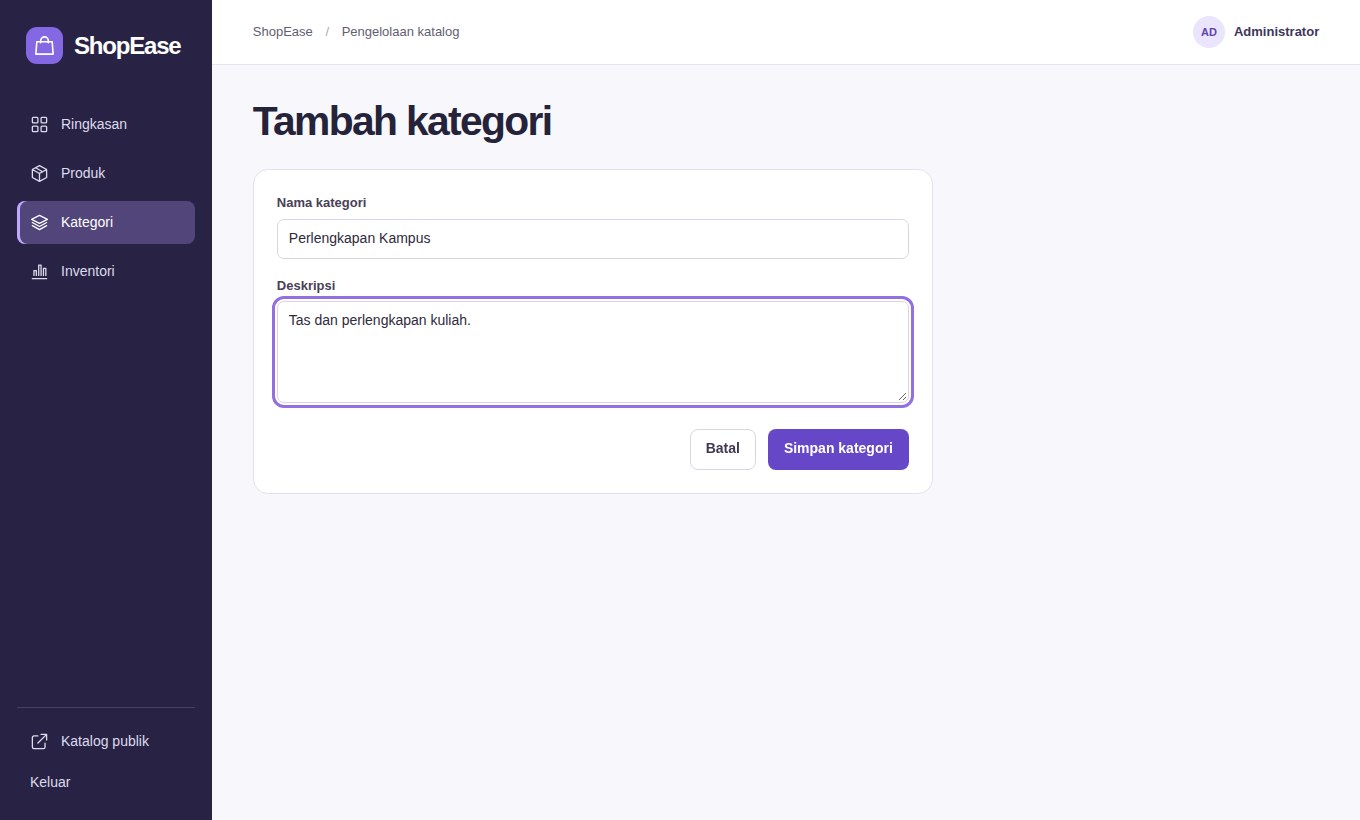 ShopEase
Ringkasan
Produk
Kategori
Inventori
Katalog publik
Keluar
ShopEase / Pengelolaan katalog
AD Administrator
Tambah kategori
Nama kategori
Perlengkapan Kampus
Deskripsi
Tas dan perlengkapan kuliah.
Batal Simpan kategori